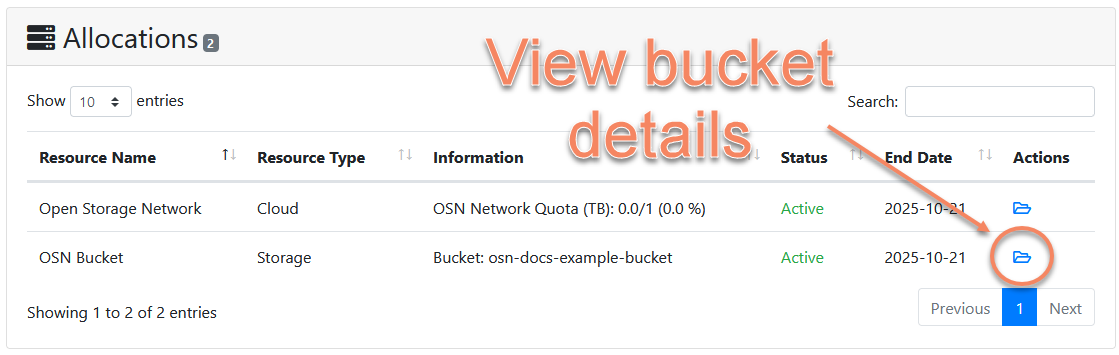 Allocations 2
View bucket
details
Show 10 entries Search:
Resource Name Resource Type Information Status End Date Actions
Open Storage Network Cloud OSN Network Quota (TB): 0.0/1 (0.0 %) Active 2025-10-21
OSN Bucket Storage Bucket: osn-docs-example-bucket Active 2025-10-21
Showing 1 to 2 of 2 entries Previous 1 Next